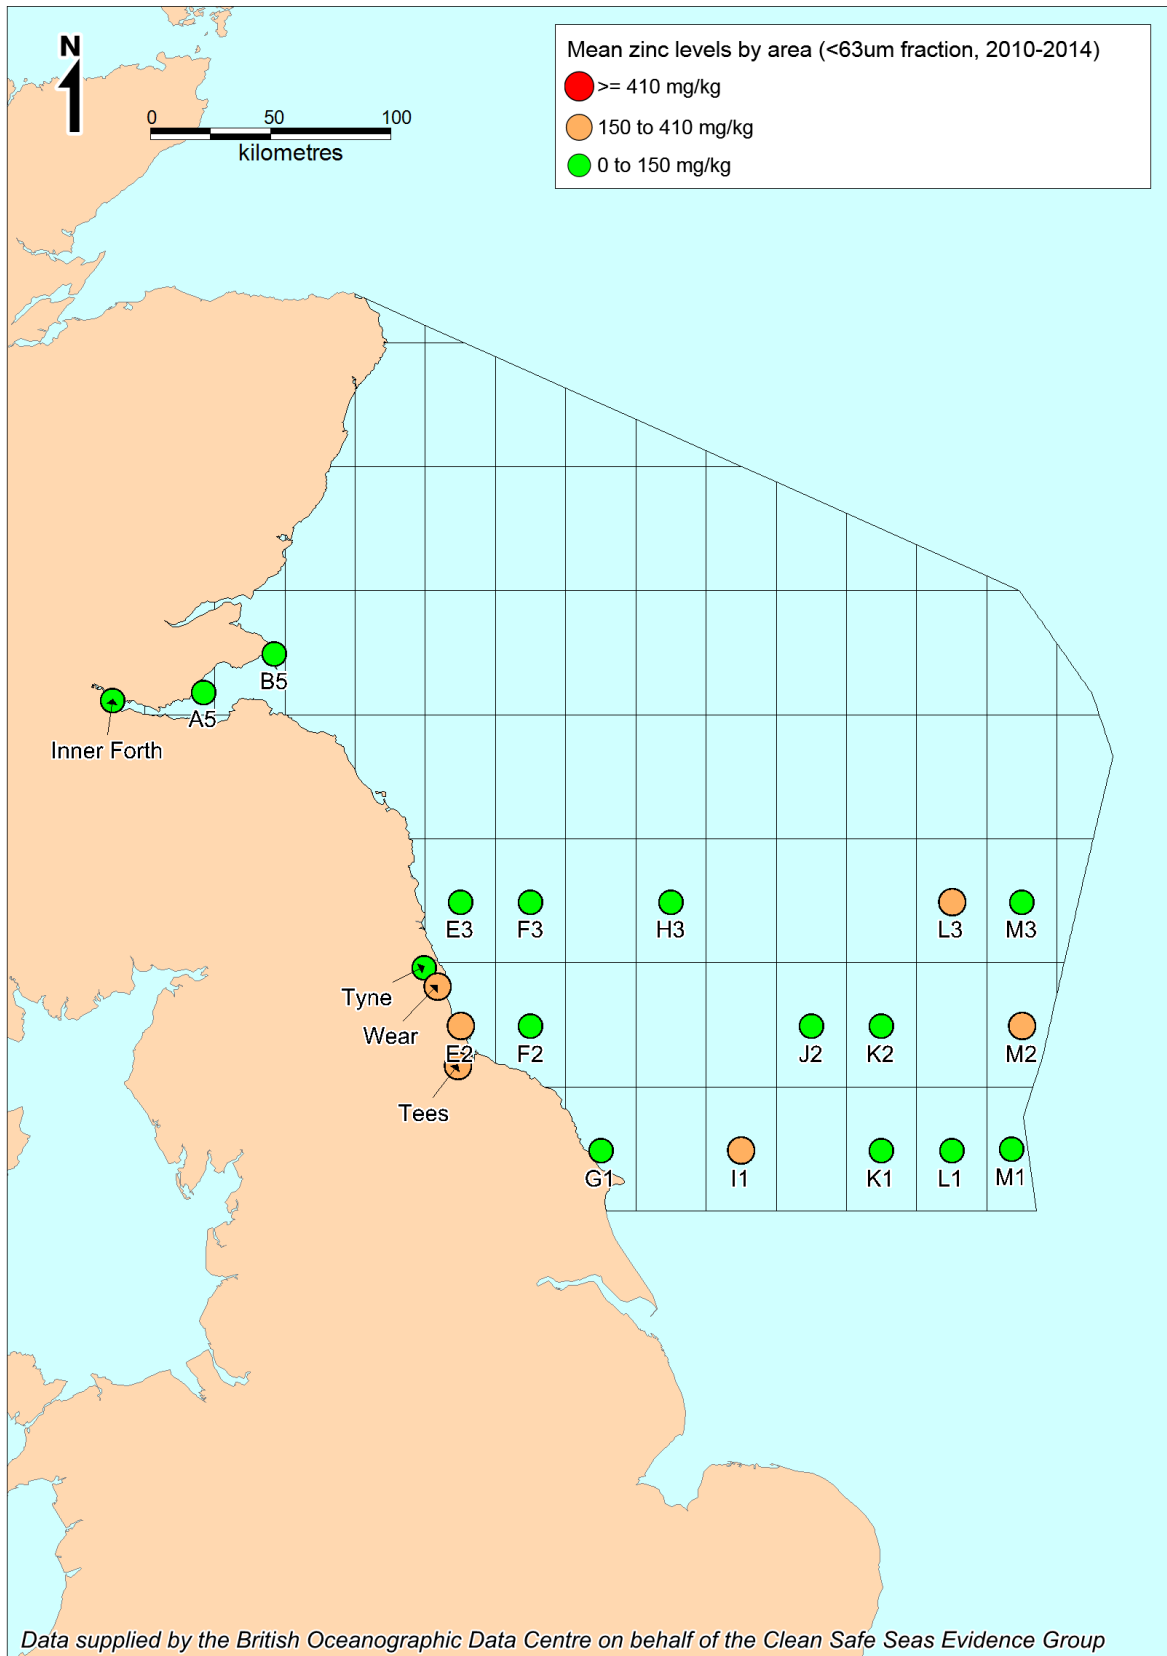 N
0 50 100
kilometres
Mean zinc levels by area (<63um fraction, 2010-2014)
>= 410 mg/kg
150 to 410 mg/kg
0 to 150 mg/kg
B5
A5
Inner Forth
E3 F3 H3 L3 M3
Tyne
Wear
E2 F2 J2 K2 M2
Tees
G1 I1 K1 L1 M1
Data supplied by the British Oceanographic Data Centre on behalf of the Clean Safe Seas Evidence Group